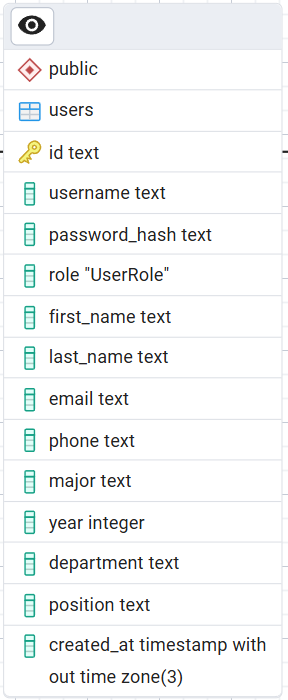 public
users
id text
username text
password_hash text
role "UserRole"
first_name text
last_name text
email text
phone text
major text
year integer
department text
position text
created_at timestamp with
out time zone(3)